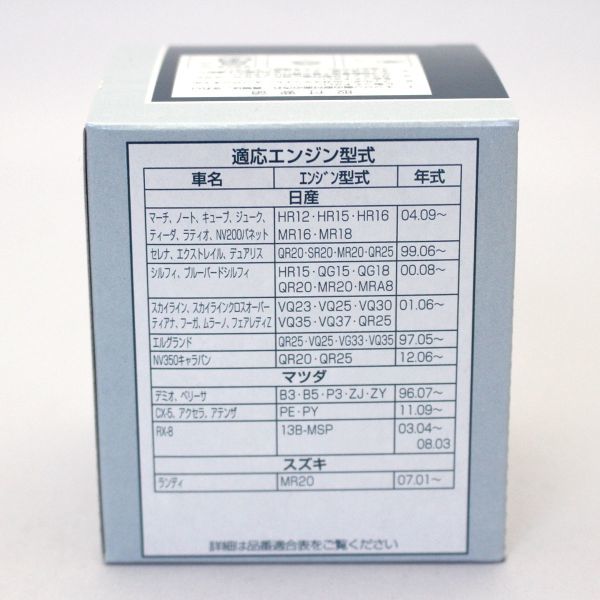 適応エンジン型式
車名 エンジン型式 年式
日産
マーチ、ノート、キューブ、ジューク、 HR12・HR15・HR16 04.09～
ティーダ、ラティオ、NV200バネット MR16・MR18
セレナ、エクストレイル、デュアリス QR20・SR20・MR20・QR25 99.06～
シルフィ、ブルーバードシルフィ HR15・QG15・QG18 00.08～
QR20・MR20・MRA8
スカイライン、スカイラインクロスオーバー VQ23・VQ25・VQ30 01.06～
ティアナ、フーガ、ムラーノ、フェアレディZ VQ35・VQ37・QR25
エルグランド QR25・VQ25・VG33・VQ35 97.05～
NV350キャラバン QR20・QR25 12.06～
マツダ
デミオ、ベリーサ B3・B5・P3・ZJ・ZY 96.07～
CX-5、アクセラ、アテンザ PE・PY 11.09～
RX-8 13B-MSP 03.04～
08.03
スズキ
ランディ MR20 07.01～
詳細は品番適合表をご覧ください